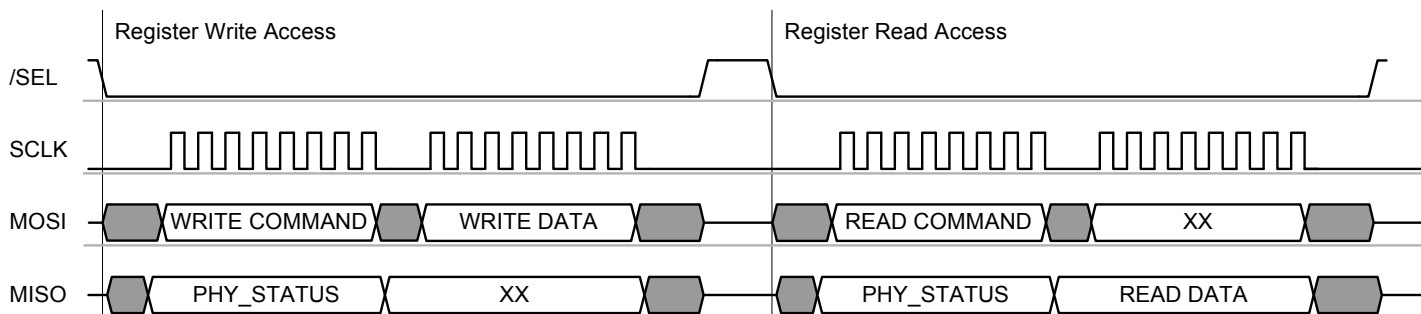 Register Write Access Register Read Access
/SEL
SCLK
MOSI WRITE COMMAND WRITE DATA READ COMMAND XX
MISO PHY_STATUS XX PHY_STATUS READ DATA